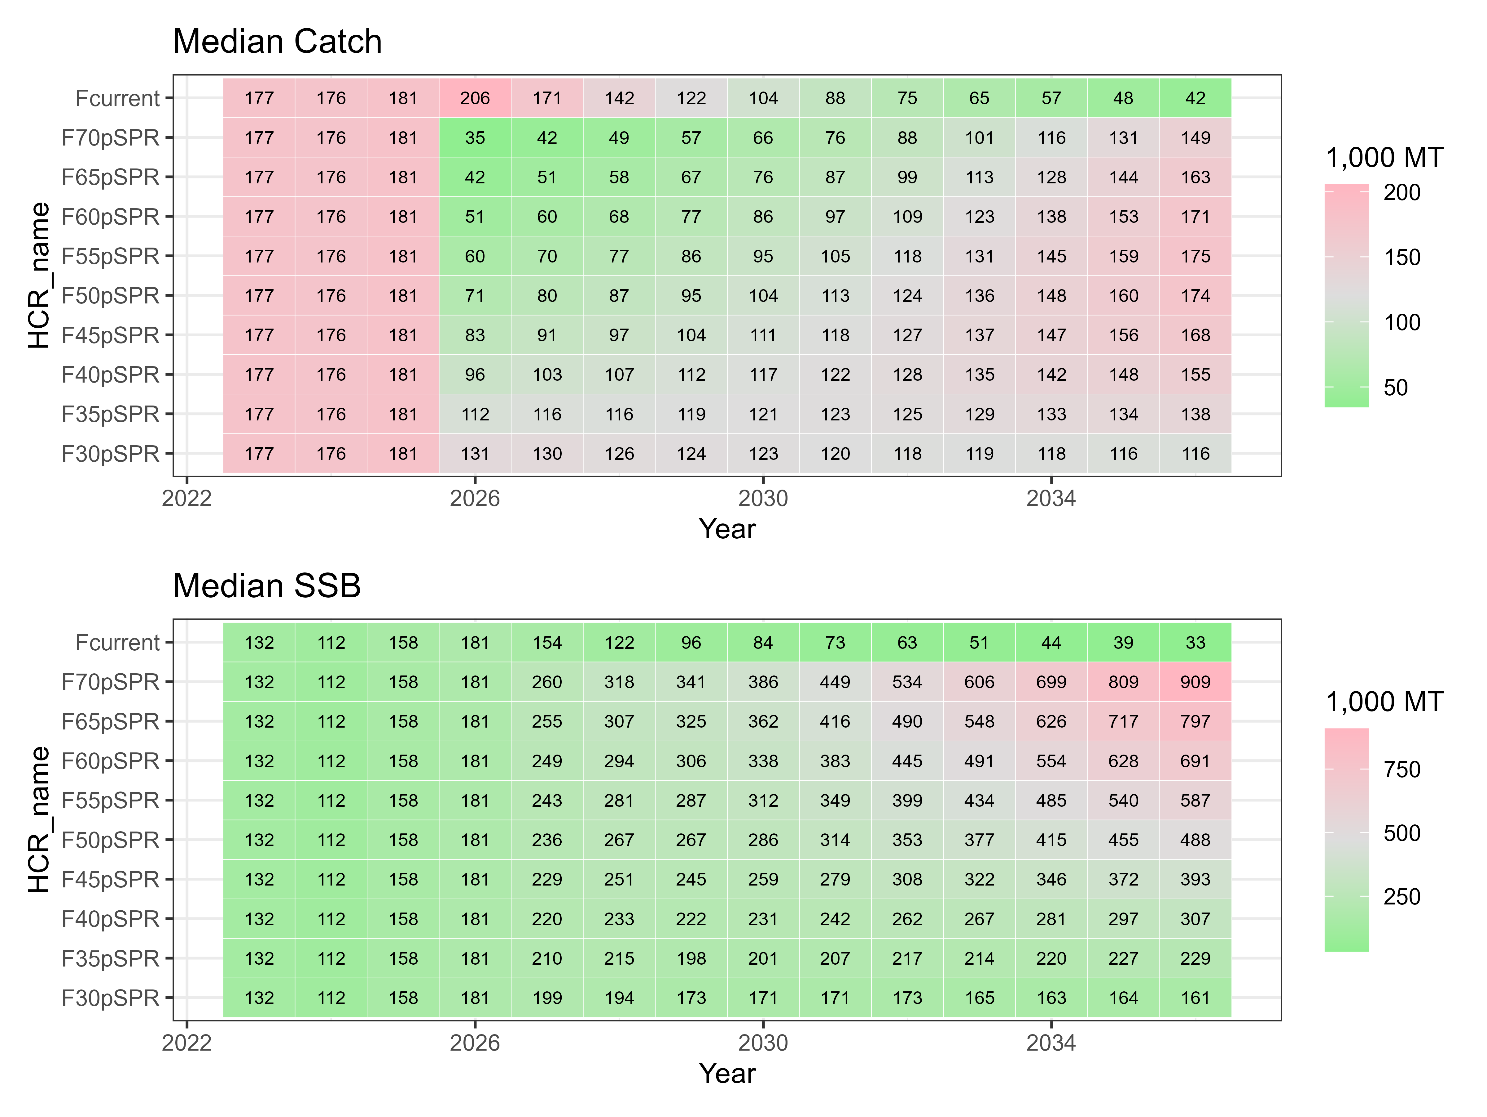 Median Catch
Fcurrent 177 176 181 206 171 142 122 104 88 75 65 57 48 42
F70pSPR 177 176 181 35 42 49 57 66 76 88 101 116 131 149
F65pSPR 177 176 181 42 51 58 67 76 87 99 113 128 144 163
F60pSPR 177 176 181 51 60 68 77 86 97 109 123 138 153 171
F55pSPR 177 176 181 60 70 77 86 95 105 118 131 145 159 175
F50pSPR 177 176 181 71 80 87 95 104 113 124 136 148 160 174
F45pSPR 177 176 181 83 91 97 104 111 118 127 137 147 156 168
F40pSPR 177 176 181 96 103 107 112 117 122 128 135 142 148 155
F35pSPR 177 176 181 112 116 116 119 121 123 125 129 133 134 138
F30pSPR 177 176 181 131 130 126 124 123 120 118 119 118 116 116
HCR_name
2022 2026 2030 2034
Year
1,000 MT
200
150
100
50
Median SSB
Fcurrent 132 112 158 181 154 122 96 84 73 63 51 44 39 33
F70pSPR 132 112 158 181 260 318 341 386 449 534 606 699 809 909
F65pSPR 132 112 158 181 255 307 325 362 416 490 548 626 717 797
F60pSPR 132 112 158 181 249 294 306 338 383 445 491 554 628 691
F55pSPR 132 112 158 181 243 281 287 312 349 399 434 485 540 587
F50pSPR 132 112 158 181 236 267 267 286 314 353 377 415 455 488
F45pSPR 132 112 158 181 229 251 245 259 279 308 322 346 372 393
F40pSPR 132 112 158 181 220 233 222 231 242 262 267 281 297 307
F35pSPR 132 112 158 181 210 215 198 201 207 217 214 220 227 229
F30pSPR 132 112 158 181 199 194 173 171 171 173 165 163 164 161
HCR_name
2022 2026 2030 2034
Year
1,000 MT
750
500
250